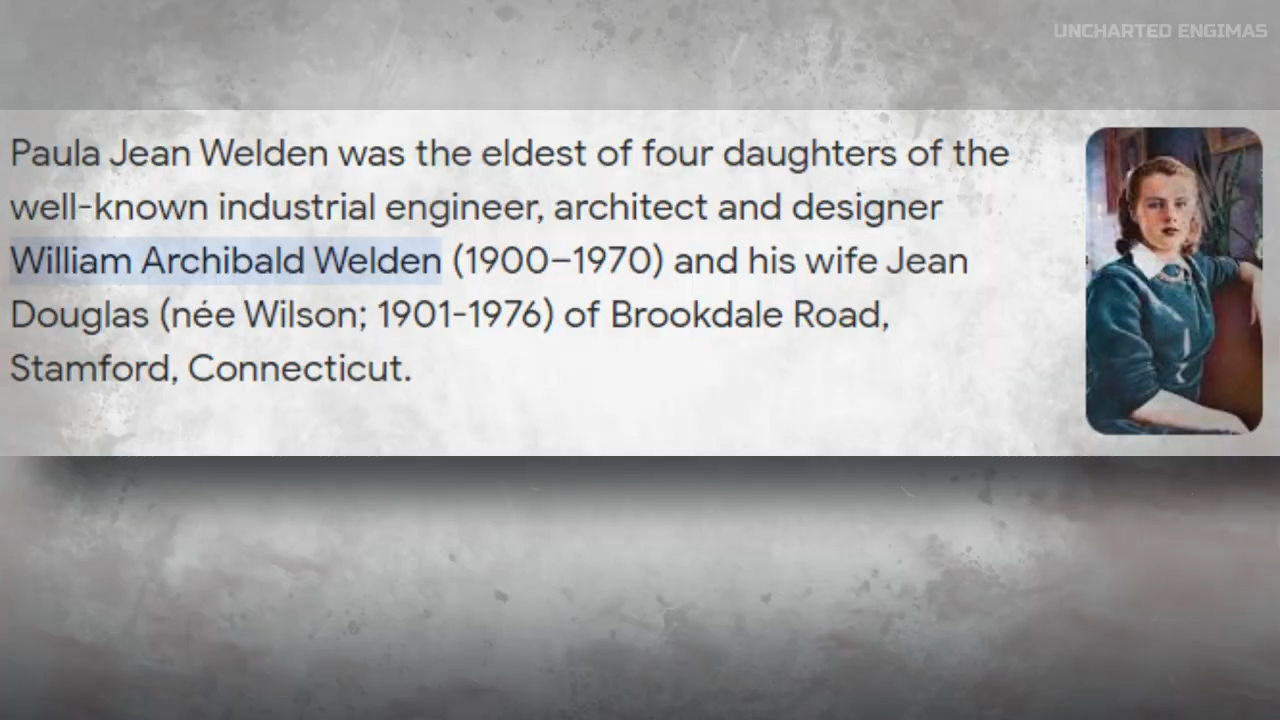 UNCHARTED ENGIMAS
Paula Jean Welden was the eldest of four daughters of the
well-known industrial engineer, architect and designer
William Archibald Welden (1900–1970) and his wife Jean
Douglas (née Wilson; 1901-1976) of Brookdale Road,
Stamford, Connecticut.